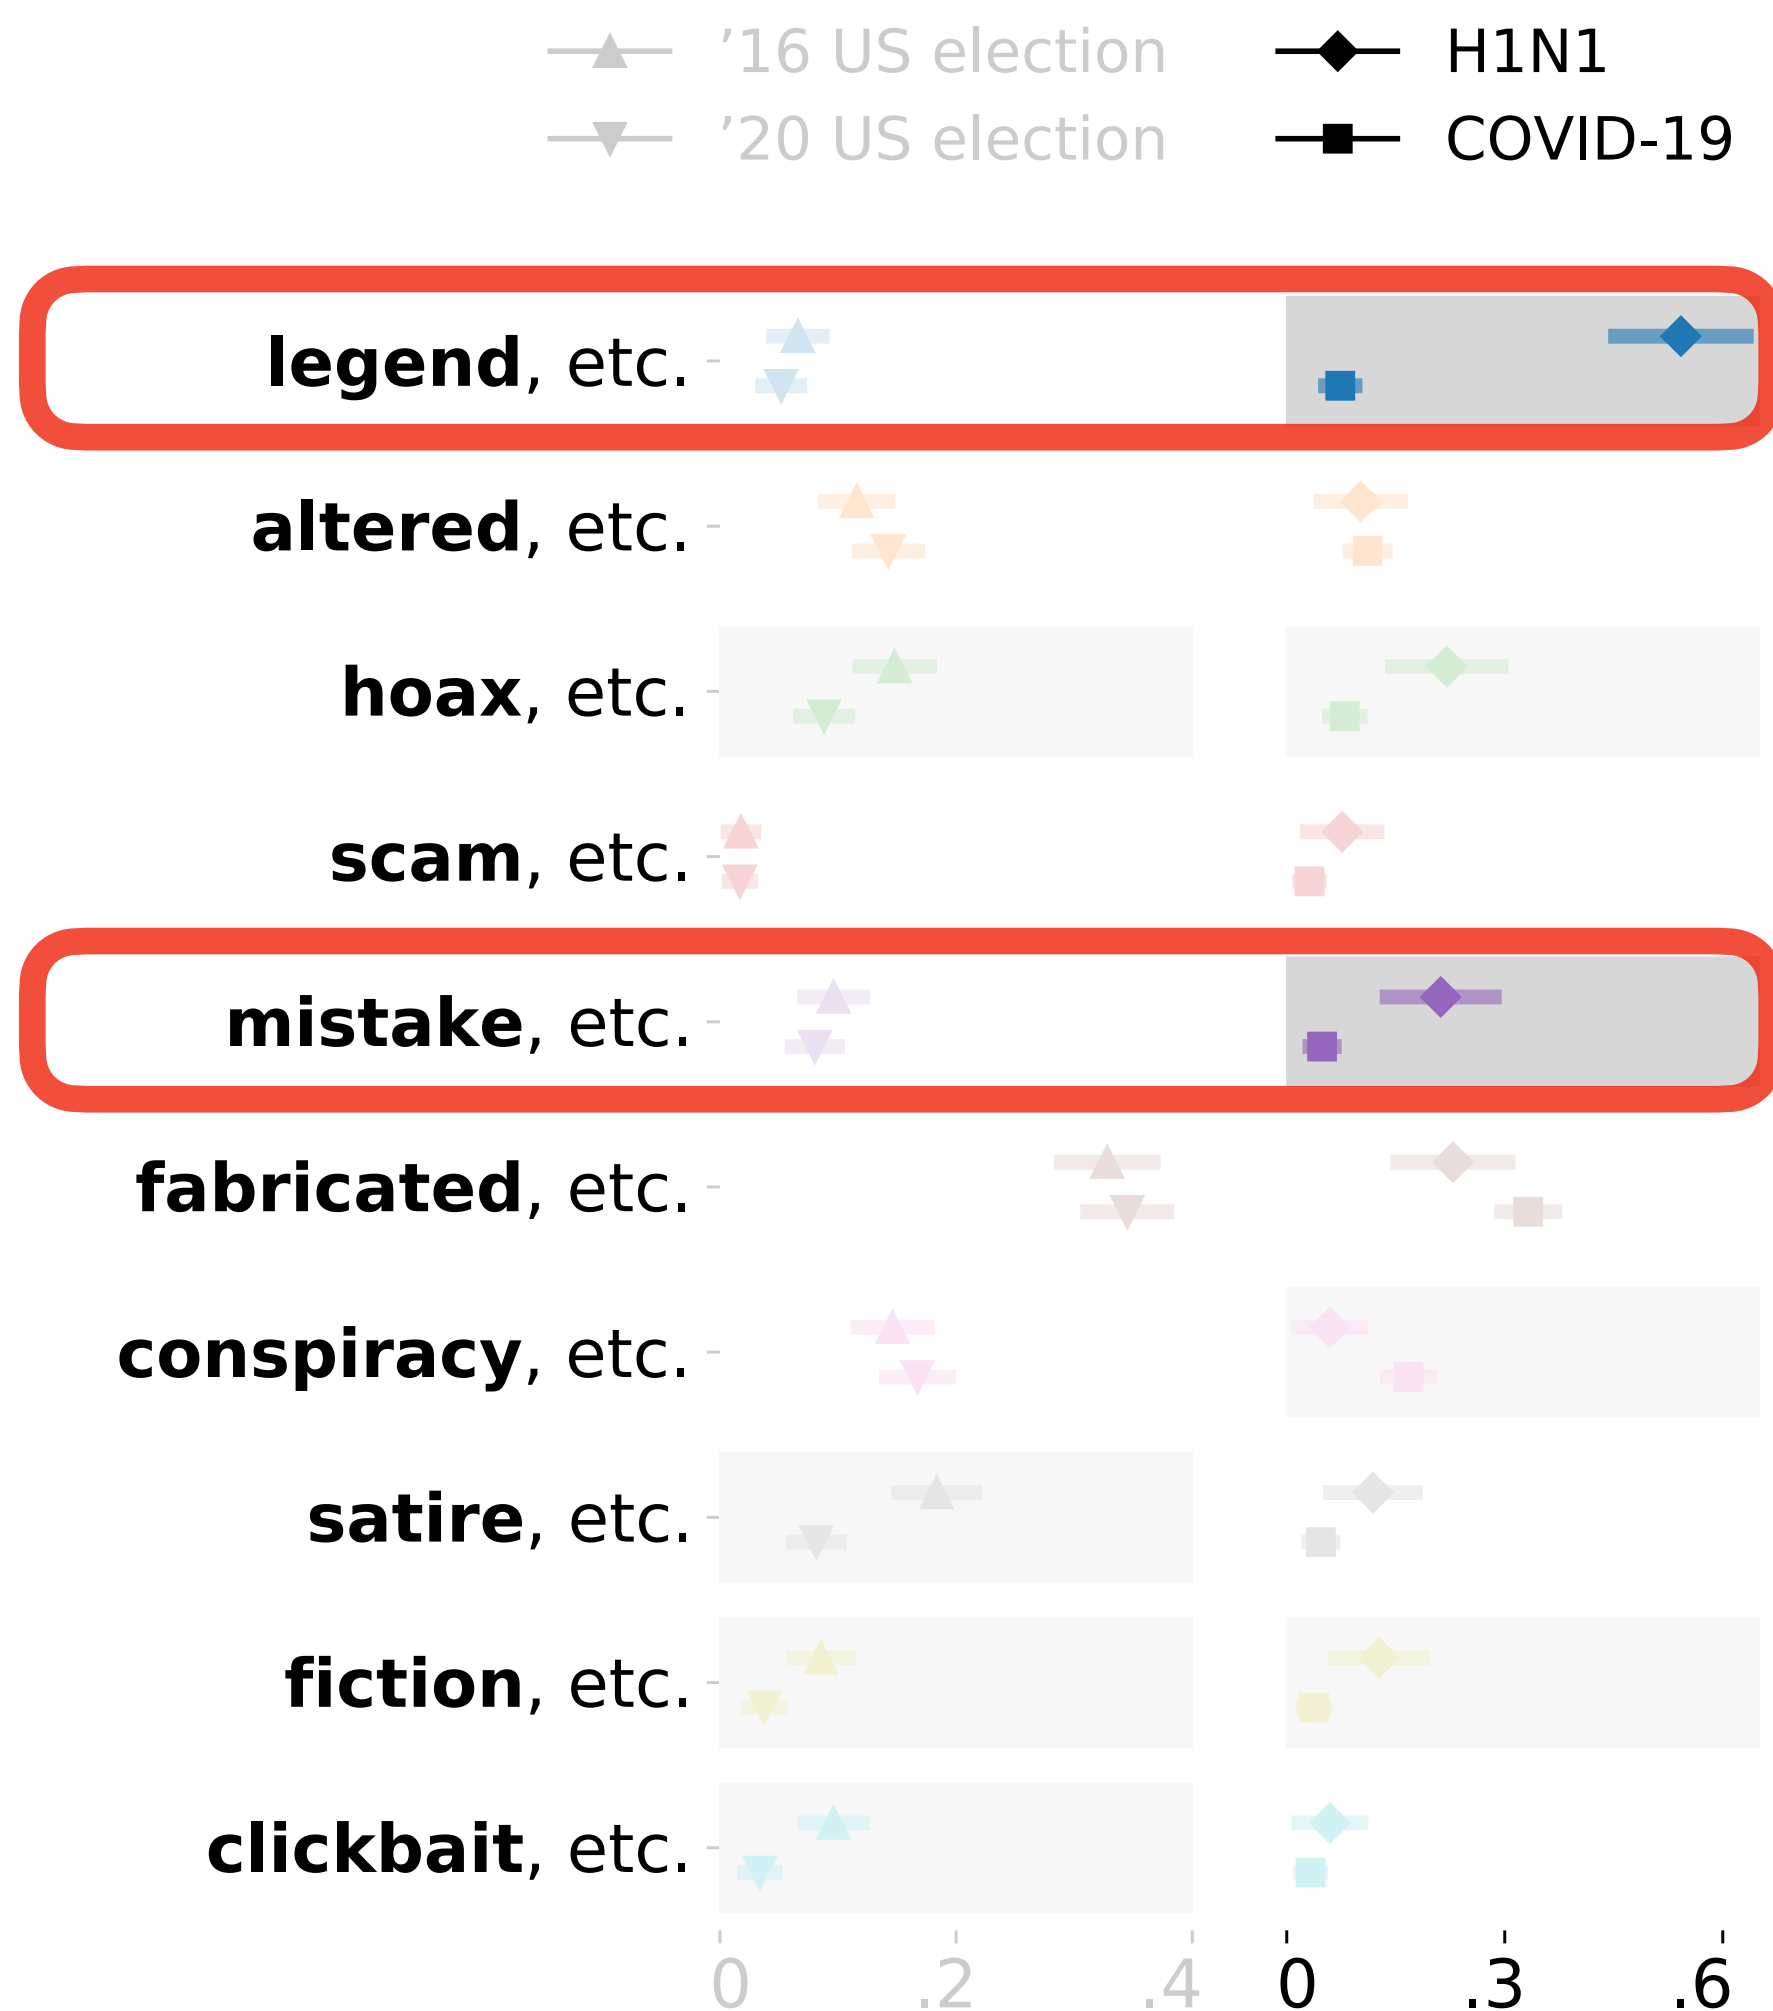 ’16 US election
H1N1
’20 US election
COVID-19
legend, etc.
altered, etc.
hoax, etc.
scam, etc.
mistake, etc.
fabricated, etc.
conspiracy, etc.
satire, etc.
fiction, etc.
clickbait, etc.
0 .2 .4 0 .3 .6